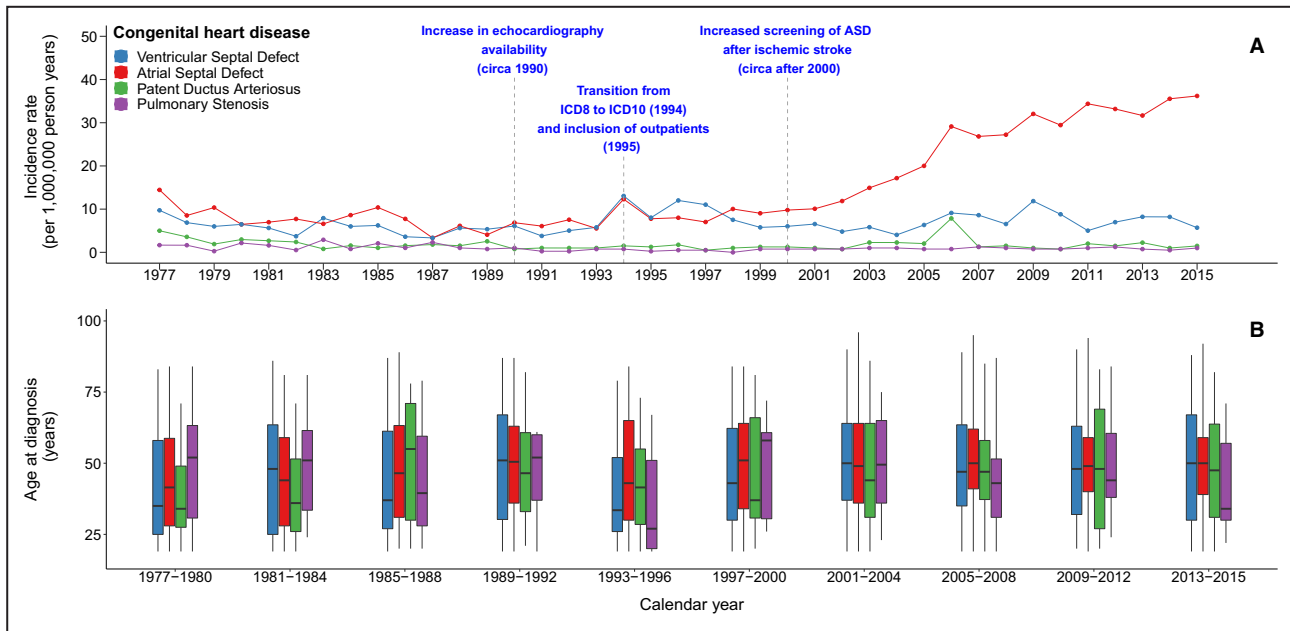 Congenital heart disease
Ventricular Septal Defect
Atrial Septal Defect
Patent Ductus Arteriosus
Pulmonary Stenosis
Increase in echocardiography
availability
(circa 1990)
Transition from
ICD8 to ICD10 (1994)
and inclusion of outpatients
(1995)
Increased screening of ASD
after ischemic stroke
(circa after 2000)
A
Incidence rate
(per 1,000,000 person years)
50
40
30
20
10
0
1977 1979 1981 1983 1985 1987 1989 1991 1993 1995 1997 1999 2001 2003 2005 2007 2009 2011 2013 2015
B
Age at diagnosis
(years)
100
75
50
25
1977−1980 1981−1984 1985−1988 1989−1992 1993−1996 1997−2000 2001−2004 2005−2008 2009−2012 2013−2015
Calendar year